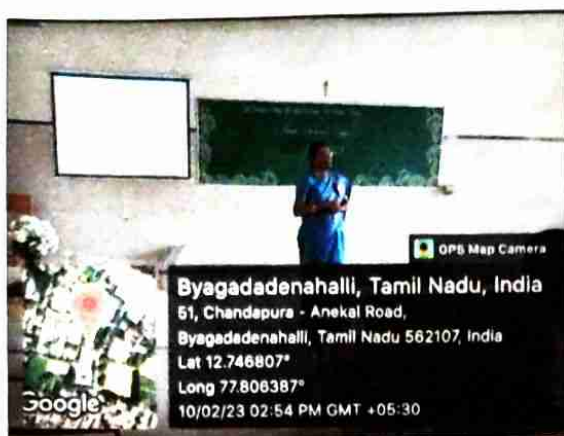 GPS Map Camera
Byagadadenahalli, Tamil Nadu, India
51, Chandapura - Anekal Road,
Byagadadenahalli, Tamil Nadu 562107, India
Lat 12.746807°
Long 77.806387°
10/02/23 02:54 PM GMT +05:30
Google